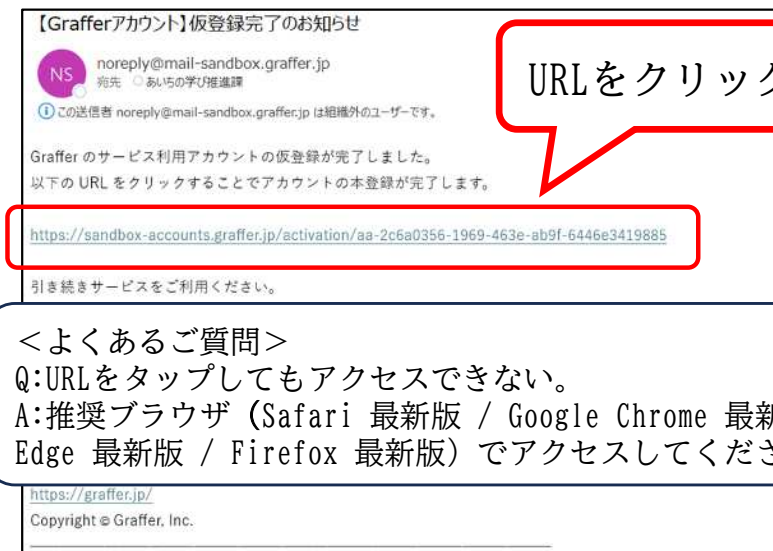 【Grafferアカウント】仮登録完了のお知らせ
NS
noreply@mail-sandbox.graffer.jp
宛先 あいちの学び推進課
この送信者 noreply@mail-sandbox.graffer.jp は組織外のユーザーです。
URLをクリック
Graffer のサービス利用アカウントの仮登録が完了しました。
以下の URL をクリックすることでアカウントの本登録が完了します。
https://sandbox-accounts.graffer.jp/activation/aa-2c6a0356-1969-463e-ab9f-6446e3419885
引き続きサービスをご利用ください。
＜よくあるご質問＞
Q:URLをタップしてもアクセスできない。
A:推奨ブラウザ（Safari 最新版 / Google Chrome 最新
Edge 最新版 / Firefox 最新版）でアクセスしてくださ
https://graffer.jp/
Copyright © Graffer, Inc.